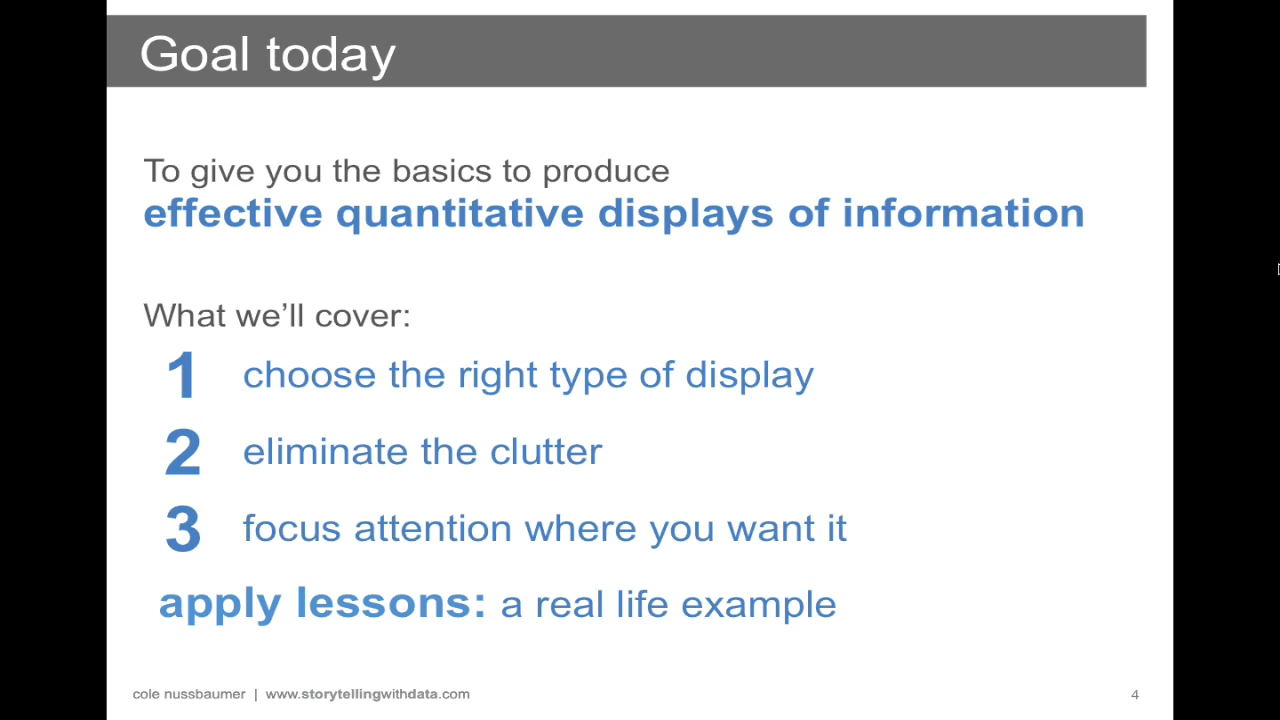 Goal today
To give you the basics to produce
effective quantitative displays of information
What we’ll cover:
1 choose the right type of display
2 eliminate the clutter
3 focus attention where you want it
apply lessons: a real life example
cole nussbaumer | www.storytellingwithdata.com 4